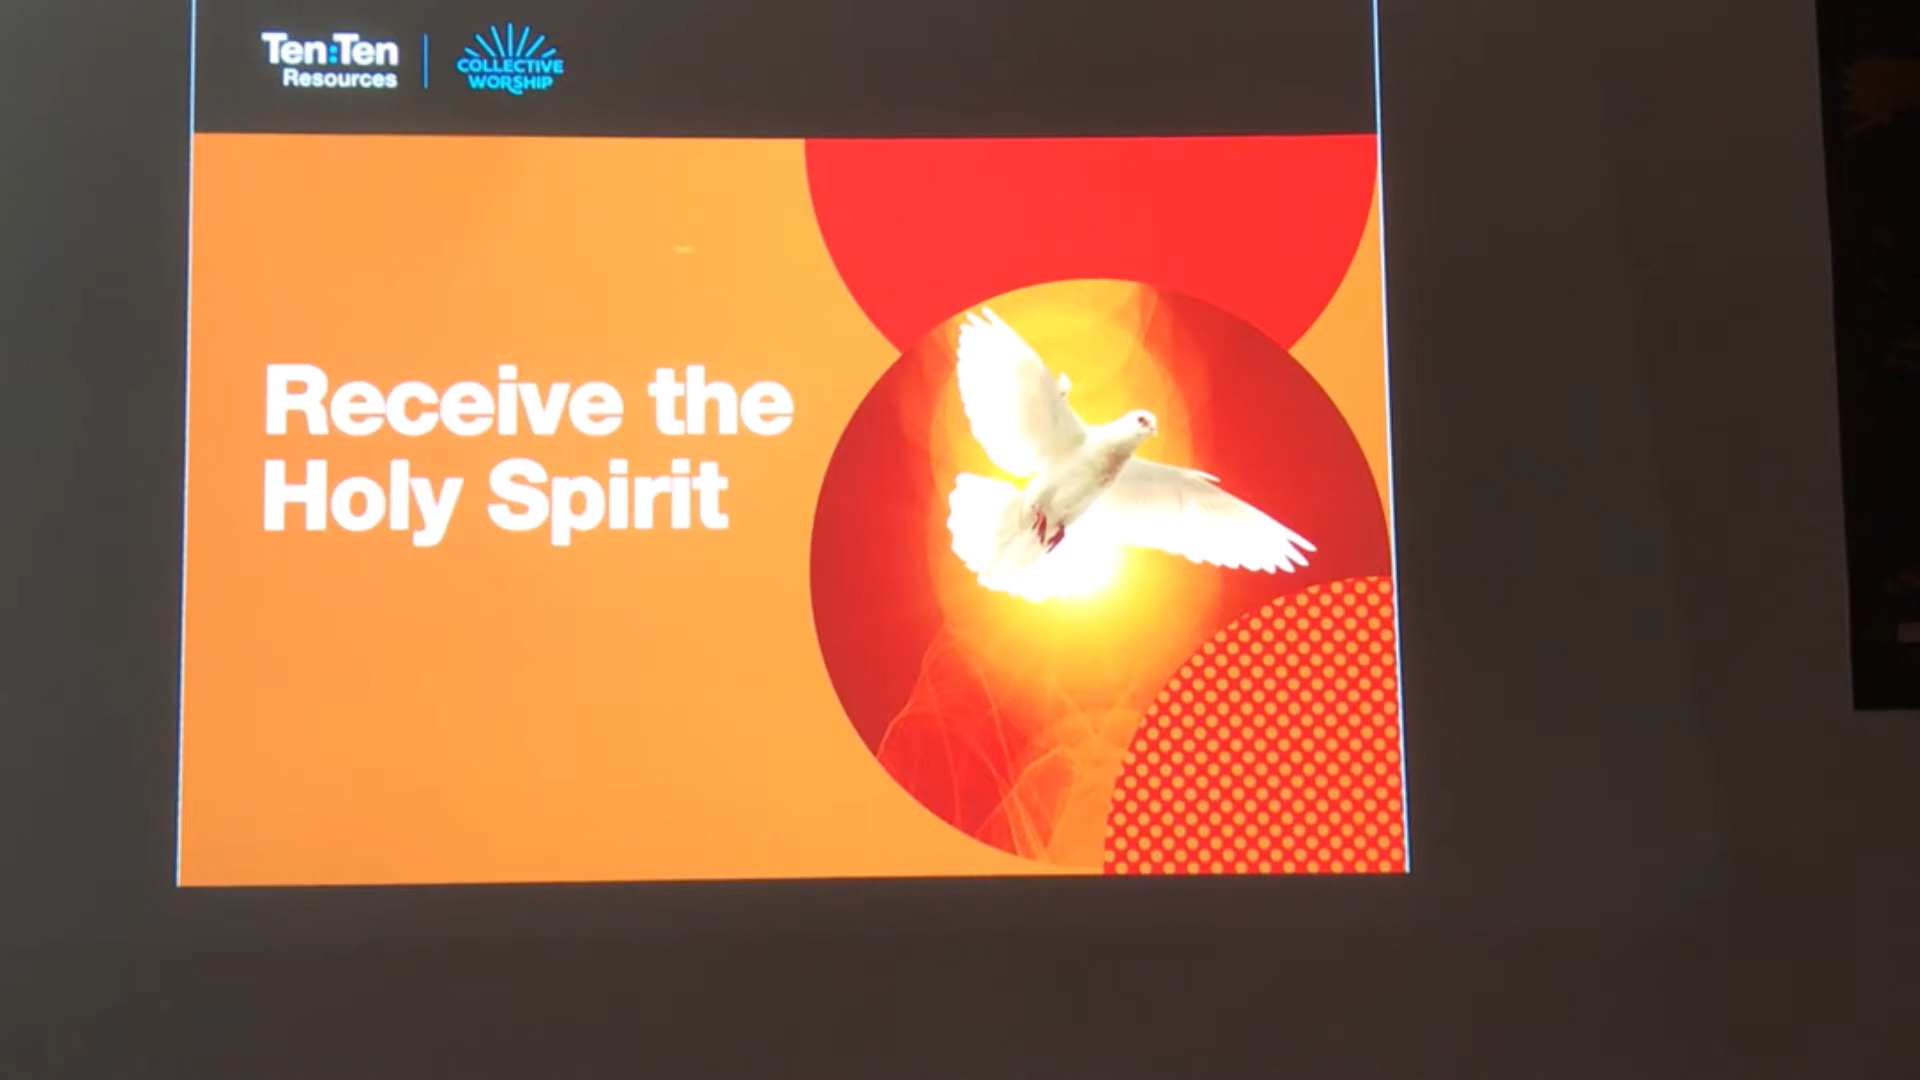 Ten:Ten
Resources
COLLECTIVE
WORSHIP
Receive the
Holy Spirit